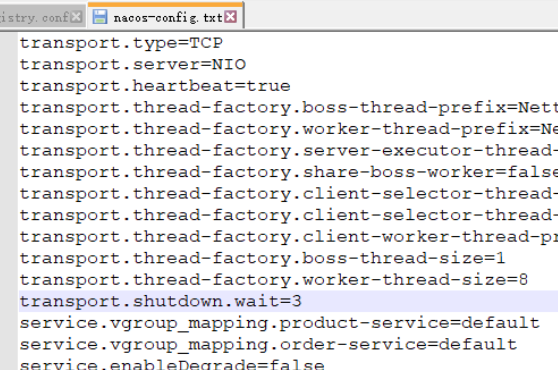 istry.conf nacos-config.txt
transport.type=TCP
transport.server=NIO
transport.heartbeat=true
transport.thread-factory.boss-thread-prefix=Nett
transport.thread-factory.worker-thread-prefix=Ne
transport.thread-factory.server-executor-thread-
transport.thread-factory.share-boss-worker=false
transport.thread-factory.client-selector-thread-
transport.thread-factory.client-selector-thread-
transport.thread-factory.client-worker-thread-pr
transport.thread-factory.boss-thread-size=1
transport.thread-factory.worker-thread-size=8
transport.shutdown.wait=3
service.vgroup_mapping.product-service=default
service.vgroup_mapping.order-service=default
service.enableDegrade=false